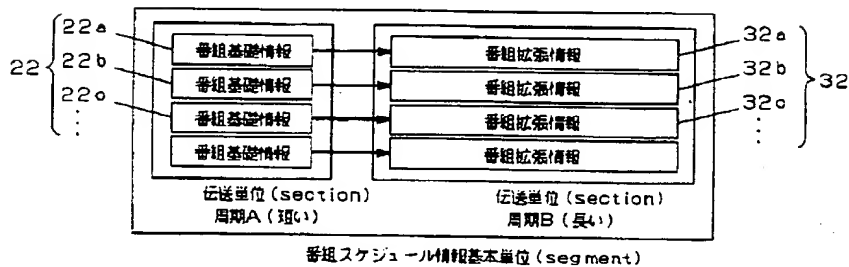 22
22a
22b
22c
⋮
番組基礎情報
番組基礎情報
番組基礎情報
番組基礎情報
番組拡張情報
番組拡張情報
番組拡張情報
番組拡張情報
32a
32b
32c
⋮
32
伝送単位(section)
周期A(短い)
伝送単位(section)
周期B(長い)
番組スケジュール情報基本単位(segment)